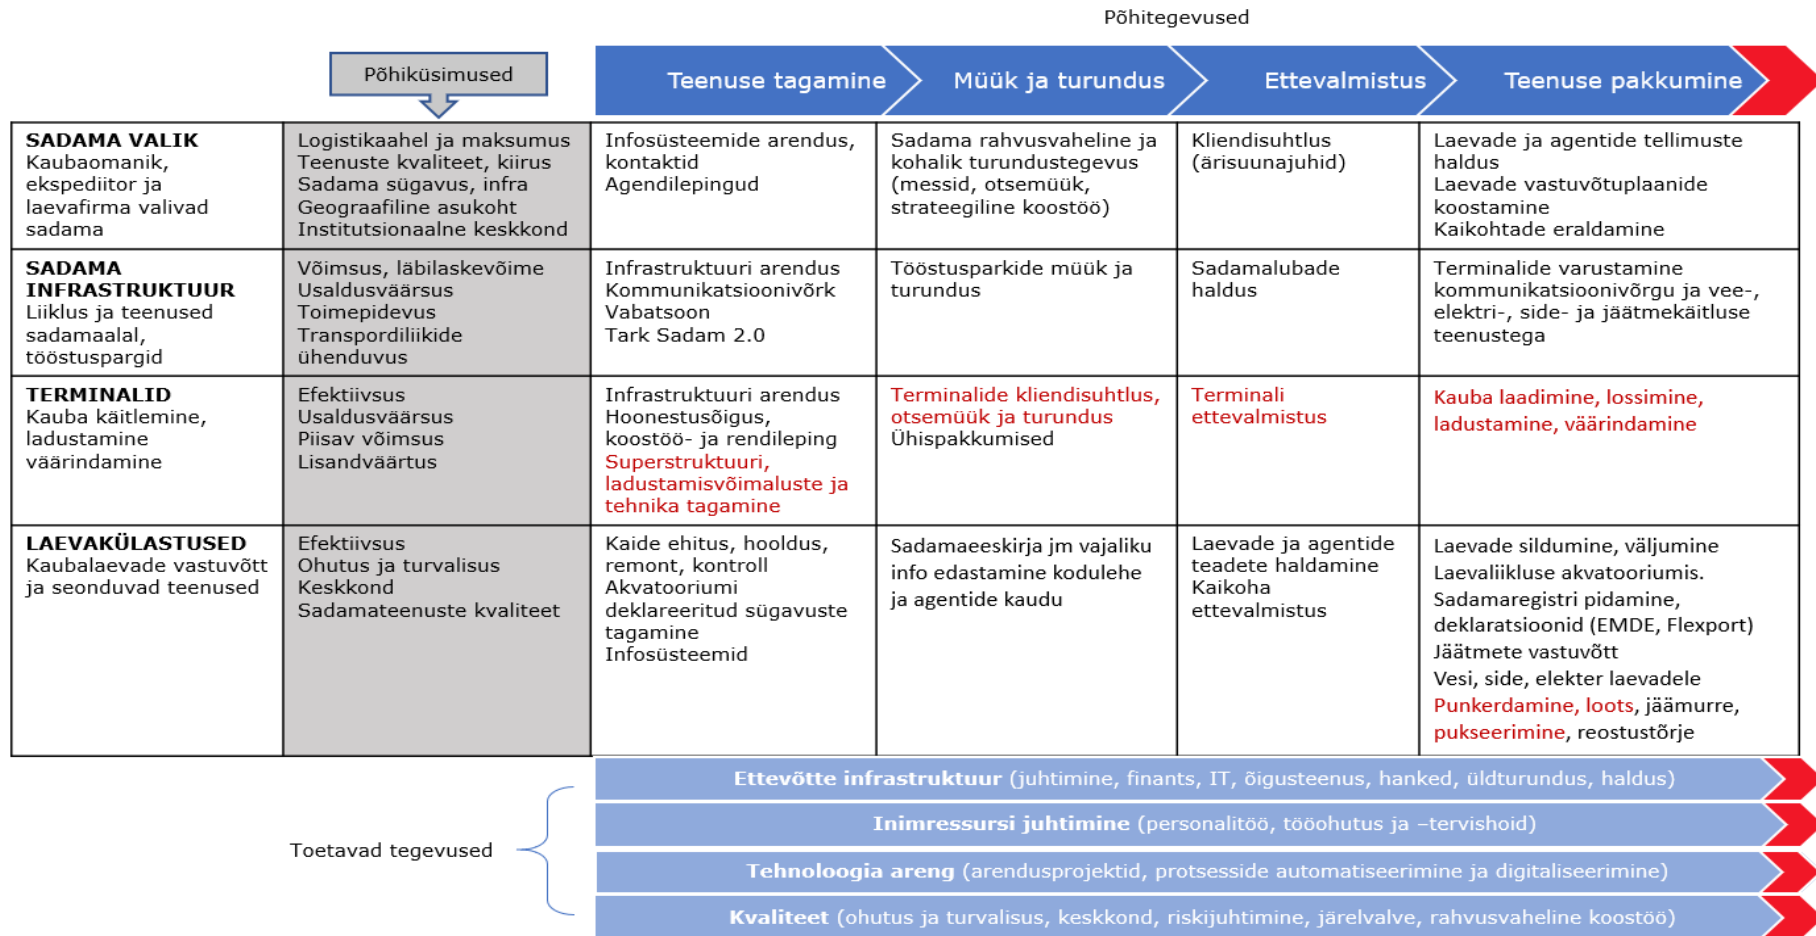 Põhitegevused
Põhiküsimused
Teenuse tagamine
Müük ja turundus
Ettevalmistus
Teenuse pakkumine
SADAMA VALIK
Kaubaomanik,
ekspediitor ja
laevafirma valivad
sadama
Logistikaahel ja maksumus
Teenuste kvaliteet, kiirus
Sadama sügavus, infra
Geograafiline asukoht
Institutsionaalne keskkond
Infosüsteemide arendus,
kontaktid
Agendilepingud
Sadama rahvusvaheline ja
kohalik turundustegevus
(messid, otsemüük,
strateegiline koostöö)
Kliendisuhtlus
(ärisuunajuhid)
Laevade ja agentide tellimuste
haldus
Laevade vastuvõtuplaanide
koostamine
Kaikohtade eraldamine
SADAMA
INFRASTRUKTUUR
Liiklus ja teenused
sadamaalal,
tööstuspargid
Võimsus, läbilaskevõime
Usaldusväärsus
Toimepidevus
Transpordiliikide
ühenduvus
Infrastruktuuri arendus
Kommunikatsioonivõrk
Vabatsoon
Tark Sadam 2.0
Tööstusparkide müük ja
turundus
Sadamalubade
haldus
Terminalide varustamine
kommunikatsioonivõrgu ja vee-,
elektri-, side- ja jäätmekäitluse
teenustega
TERMINALID
Kauba käitlemine,
ladustamine
väärindamine
Efektiivsus
Usaldusväärsus
Piisav võimsus
Lisandväärtus
Infrastruktuuri arendus
Hoonestusõigus,
koostöö- ja rendileping
Superstruktuuri,
ladustamisvõimaluste ja
tehnika tagamine
Terminalide kliendisuhtlus,
otsemüük ja turundus
Ühispakkumised
Terminali
ettevalmistus
Kauba laadimine, lossimine,
ladustamine, väärindamine
LAEVAKÜLASTUSED
Kaubalaevade vastuvõtt
ja seonduvad teenused
Efektiivsus
Ohutus ja turvalisus
Keskkond
Sadamateenuste kvaliteet
Kaide ehitus, hooldus,
remont, kontroll
Akvatooriumi
deklareeritud sügavuste
tagamine
Infosüsteemid
Sadamaeeskirja jm vajaliku
info edastamine kodulehe
ja agentide kaudu
Laevade ja agentide
teadete haldamine
Kaikoha
ettevalmistus
Laevade sildumine, väljumine
Laevaliikluse akvatooriumis.
Sadamaregistri pidamine,
deklaratsioonid (EMDE, Flexport)
Jäätmete vastuvõtt
Vesi, side, elekter laevadele
Punkerdamine, loots, jäämurre,
pukseerimine, reostustõrje
Toetavad tegevused
Ettevõtte infrastruktuur (juhtimine, finants, IT, õigusteenus, hanked, üldturundus, haldus)
Inimressursi juhtimine (personalitöö, tööohutus ja –tervishoid)
Tehnoloogia areng (arendusprojektid, protsesside automatiseerimine ja digitaliseerimine)
Kvaliteet (ohutus ja turvalisus, keskkond, riskijuhtimine, järelvalve, rahvusvaheline koostöö)